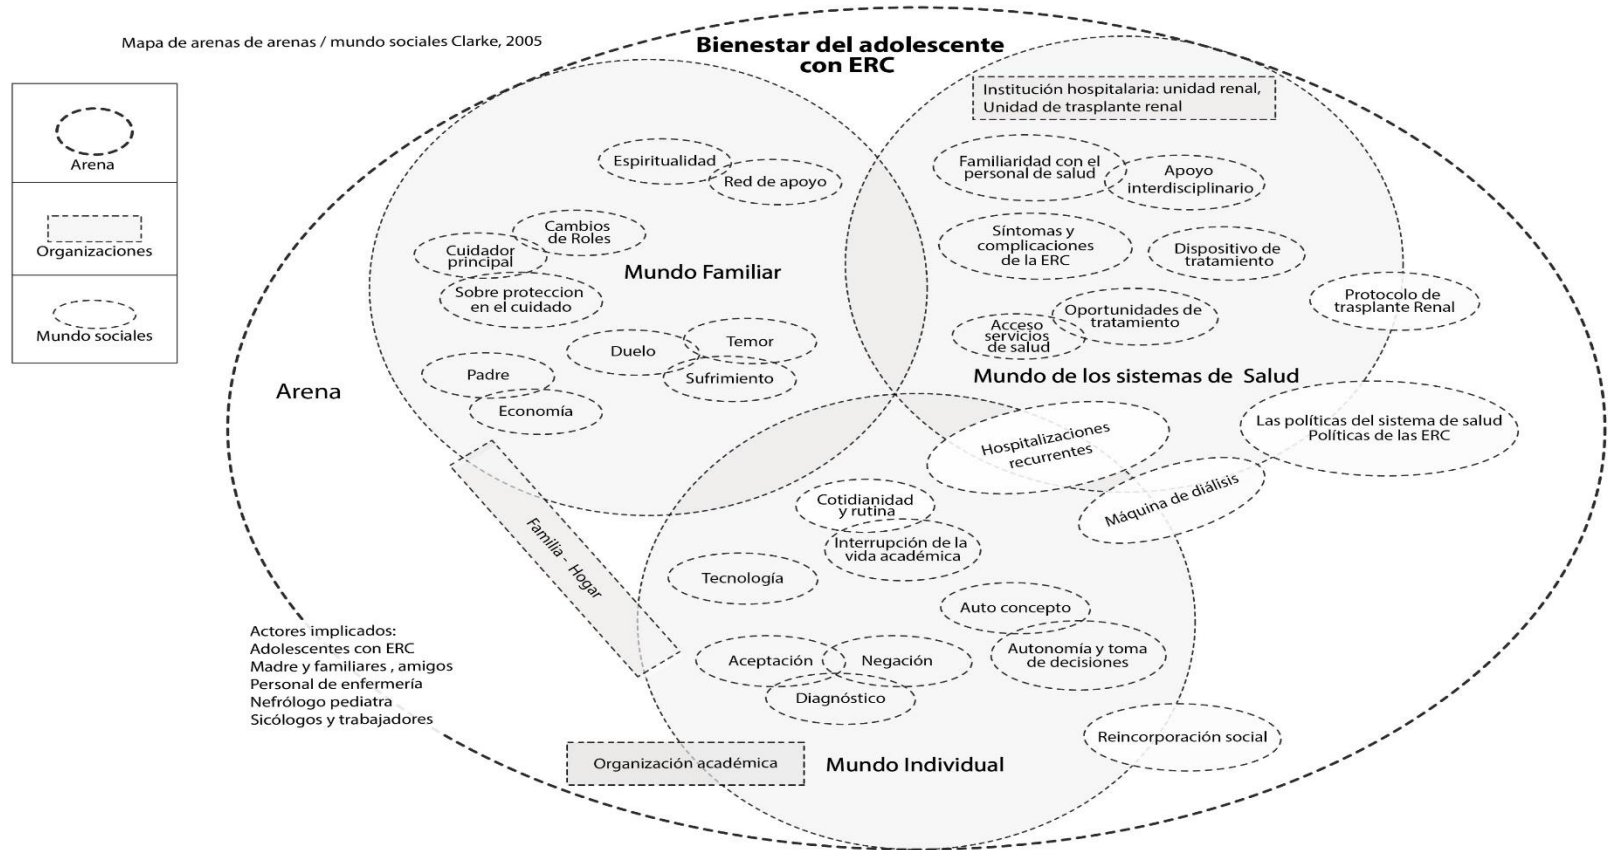 Mapa de arenas de arenas / mundo sociales Clarke, 2005
Bienestar del adolescente
con ERC
Arena
Organizaciones
Mundo sociales
Institución hospitalaria: unidad renal,
Unidad de trasplante renal
Espiritualidad
Red de apoyo
Cambios
de Roles
Cuidador
principal
Sobre proteccion
en el cuidado
Mundo Familiar
Duelo
Temor
Sufrimiento
Padre
Economía
Arena
Familiaridad con el
personal de salud
Apoyo
interdisciplinario
Síntomas y
complicaciones
de la ERC
Dispositivo de
tratamiento
Oportunidades de
tratamiento
Acceso
servicios
de salud
Protocolo de
trasplante Renal
Mundo de los sistemas de Salud
Las políticas del sistema de salud
Políticas de las ERC
Hospitalizaciones
recurrentes
Máquina de diálisis
Familia - Hogar
Cotidianidad
y rutina
Interrupción de la
vida académica
Tecnología
Auto concepto
Autonomía y toma
de decisiones
Aceptación
Negación
Diagnóstico
Reincorporación social
Organización académica
Mundo Individual
Actores implicados:
Adolescentes con ERC
Madre y familiares , amigos
Personal de enfermería
Nefrólogo pediatra
Sicólogos y trabajadores